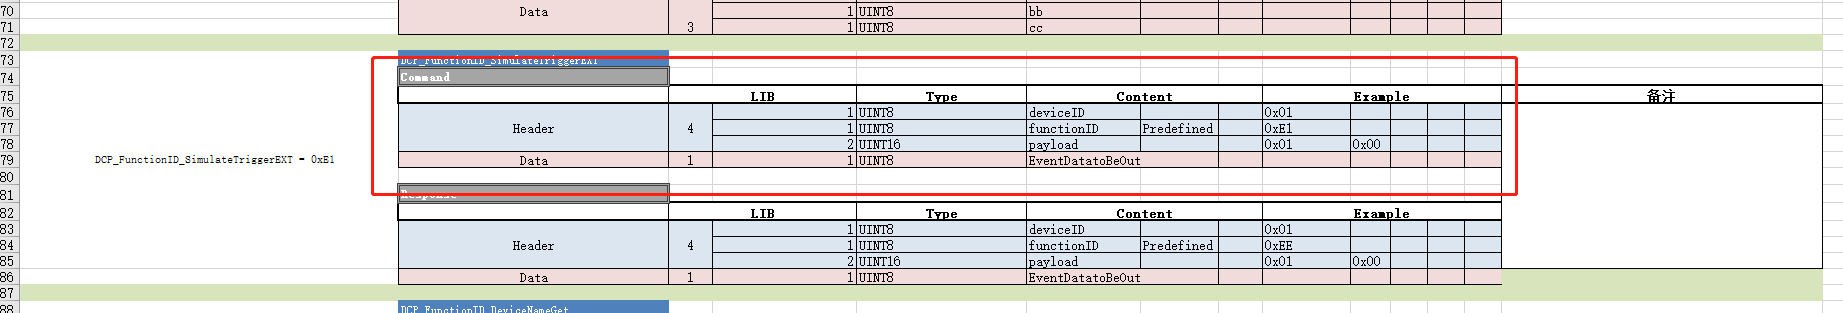 70 Data 1 UINT8 bb
71 3 1 UINT8 cc
72
73 DCP_FunctionID_SimulateTriggerEXT
74 Command
75 LIB Type Content Example 备注
76 1 UINT8 deviceID 0x01
77 Header 4 1 UINT8 functionID Predefined 0xE1
78 2 UINT16 payload 0x01 0x00
79 DCP_FunctionID_SimulateTriggerEXT = 0xE1 Data 1 1 UINT8 EventDatatoBeOut
80
81 Response
82 LIB Type Content Example
83 1 UINT8 deviceID 0x01
84 Header 4 1 UINT8 functionID Predefined 0xEE
85 2 UINT16 payload 0x01 0x00
86 Data 1 1 UINT8 EventDatatoBeOut
87
88 DCP_FunctionID_DeviceNameGet